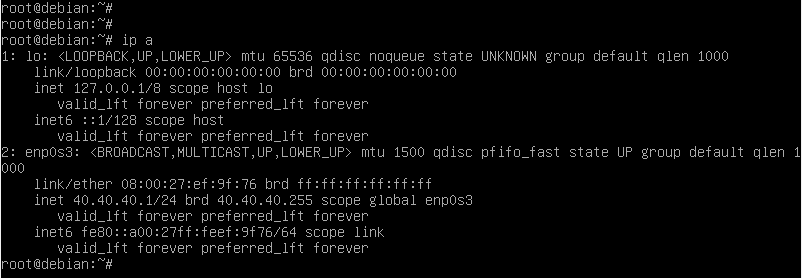 root@debian:~#
root@debian:~#
root@debian:~# ip a
1: lo: <LOOPBACK,UP,LOWER_UP> mtu 65536 qdisc noqueue state UNKNOWN group default qlen 1000
    link/loopback 00:00:00:00:00:00 brd 00:00:00:00:00:00
    inet 127.0.0.1/8 scope host lo
       valid_lft forever preferred_lft forever
    inet6 ::1/128 scope host
       valid_lft forever preferred_lft forever
2: enp0s3: <BROADCAST,MULTICAST,UP,LOWER_UP> mtu 1500 qdisc pfifo_fast state UP group default qlen 1
000
    link/ether 08:00:27:ef:9f:76 brd ff:ff:ff:ff:ff:ff
    inet 40.40.40.1/24 brd 40.40.40.255 scope global enp0s3
       valid_lft forever preferred_lft forever
    inet6 fe80::a00:27ff:feef:9f76/64 scope link
       valid_lft forever preferred_lft forever
root@debian:~#